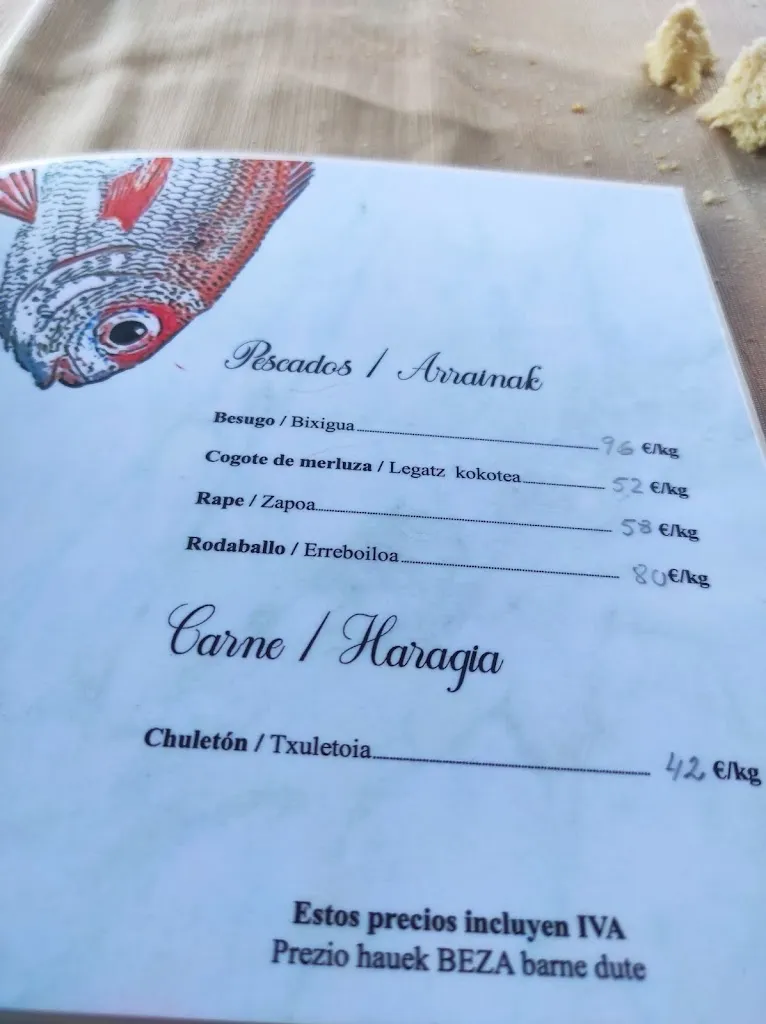 Pescados / Arrainak
Besugo / Bixigua 96 €/kg
Cogote de merluza / Legatz kokotea 52 €/kg
Rape / Zapoa 58 €/kg
Rodaballo / Erreboiloa 80 €/kg
Carne / Haragia
Chuletón / Txuletoia 42 €/kg
Estos precios incluyen IVA
Prezio hauek BEZA barne dute